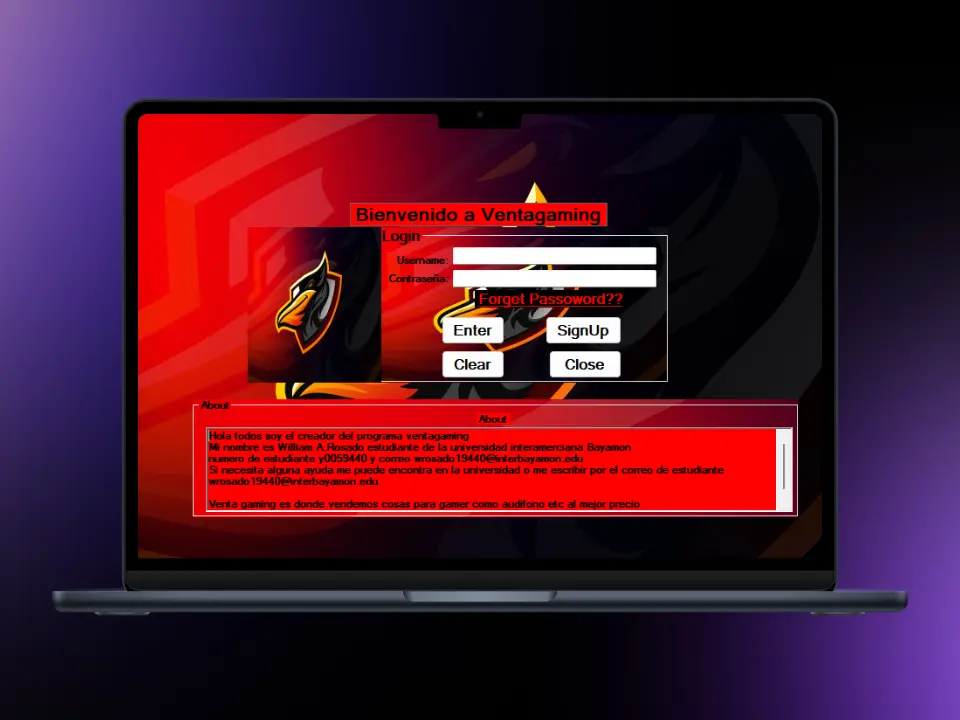 Bienvenido a Ventagaming
Login
Username:
Contraseña:
Forget Passoword??
Enter
SignUp
Clear
Close
About
About
Hola todos soy el creador del programa ventagaming
Mi nombre es William A Rosado estudiante de la universidad interamerciana Bayamon
numero de estudiante y0059440 y correo wrosado19440@interbayamon.edu
Si necesita alguna ayuda me puede encontra en la universidad o me escribir por el correo de estudiante
wrosado19440@interbayamon.edu
Venta gaming es donde vendemos cosas para gamer como audifono etc al mejor precio